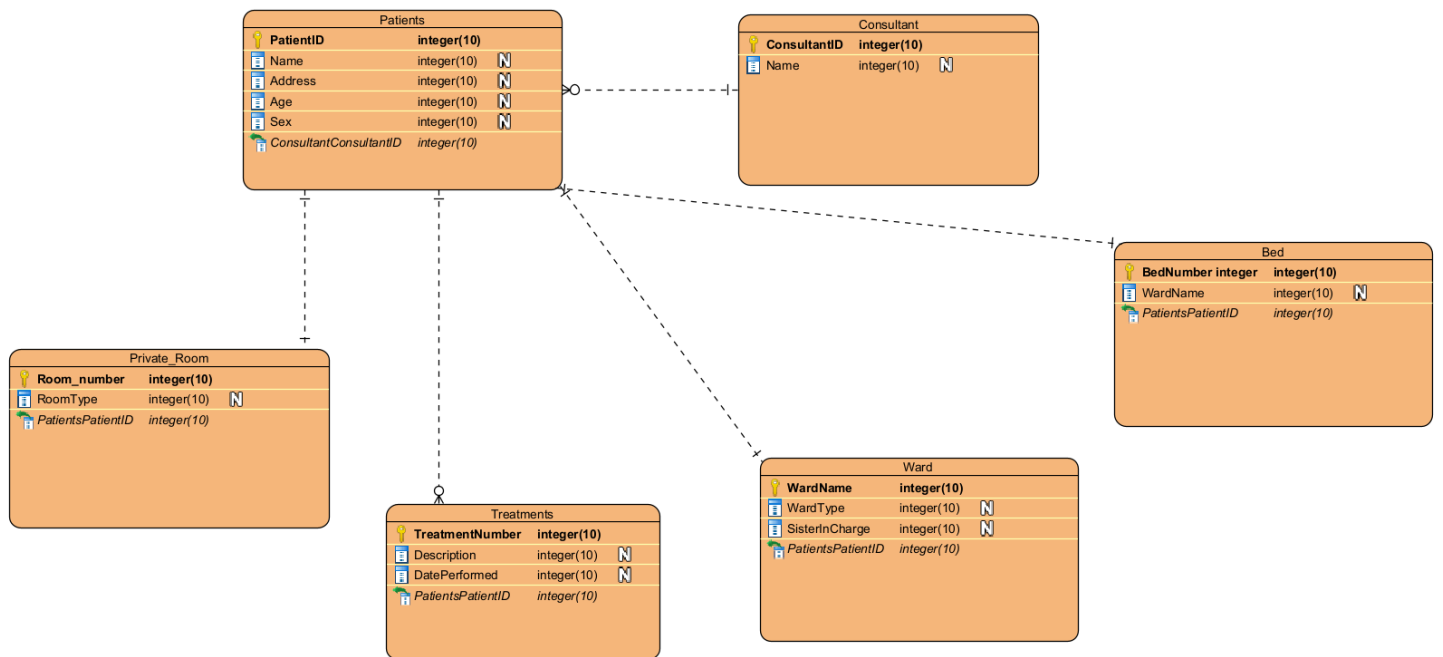 Patients
PatientID integer(10)
Name integer(10) N
Address integer(10) N
Age integer(10) N
Sex integer(10) N
ConsultantConsultantID integer(10)
Consultant
ConsultantID integer(10)
Name integer(10) N
Bed
BedNumber integer integer(10)
WardName integer(10) N
PatientsPatientID integer(10)
Private_Room
Room_number integer(10)
RoomType integer(10) N
PatientsPatientID integer(10)
Ward
WardName integer(10)
WardType integer(10) N
SisterInCharge integer(10) N
PatientsPatientID integer(10)
Treatments
TreatmentNumber integer(10)
Description integer(10) N
DatePerformed integer(10) N
PatientsPatientID integer(10)